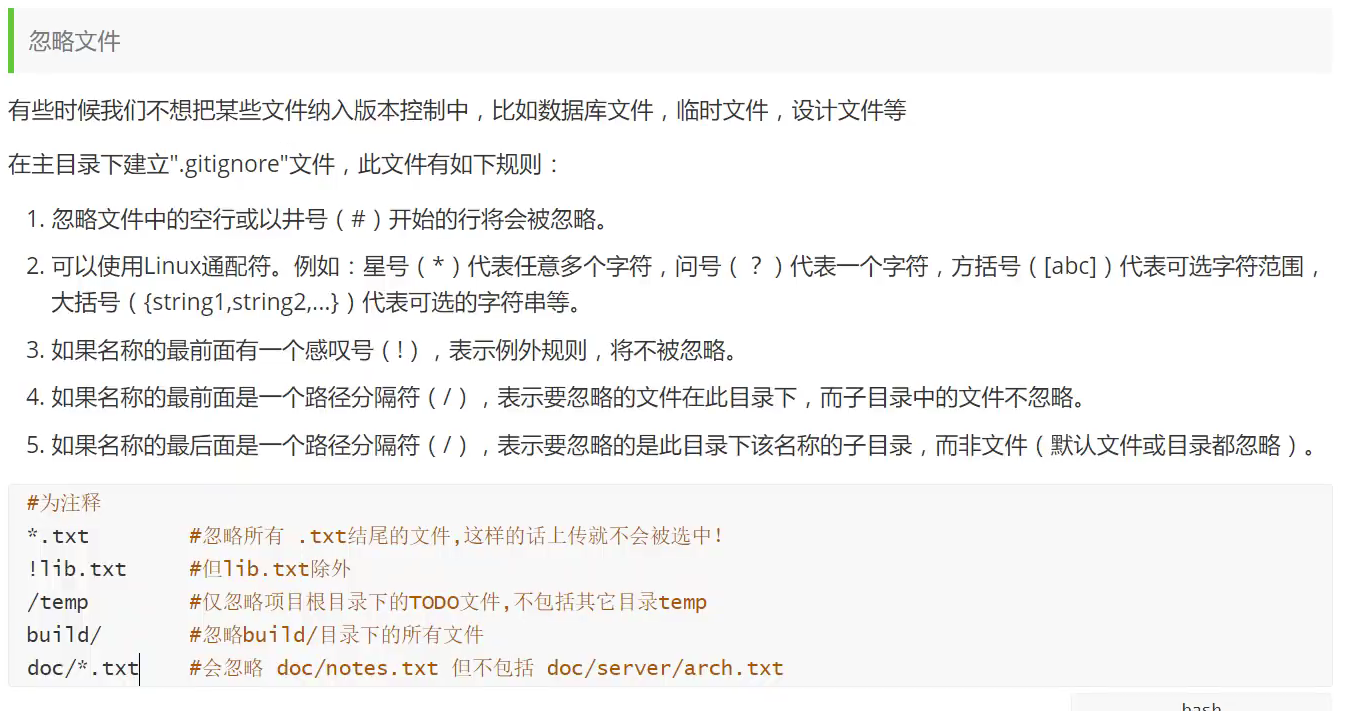 忽略文件
有些时候我们不想把某些文件纳入版本控制中，比如数据库文件，临时文件，设计文件等
在主目录下建立".gitignore"文件，此文件有如下规则：
1. 忽略文件中的空行或以井号（#）开始的行将会被忽略。
2. 可以使用Linux通配符。例如：星号（*）代表任意多个字符，问号（？）代表一个字符，方括号（[abc]）代表可选字符范围，
大括号（{string1,string2,...}）代表可选的字符串等。
3. 如果名称的最前面有一个感叹号（!），表示例外规则，将不被忽略。
4. 如果名称的最前面是一个路径分隔符（/），表示要忽略的文件在此目录下，而子目录中的文件不忽略。
5. 如果名称的最后面是一个路径分隔符（/），表示要忽略的是此目录下该名称的子目录，而非文件（默认文件或目录都忽略）。
#为注释
*.txt #忽略所有 .txt结尾的文件,这样的话上传就不会被选中!
!lib.txt #但lib.txt除外
/temp #仅忽略项目根目录下的TODO文件,不包括其它目录temp
build/ #忽略build/目录下的所有文件
doc/*.txt #会忽略 doc/notes.txt 但不包括 doc/server/arch.txt
bash